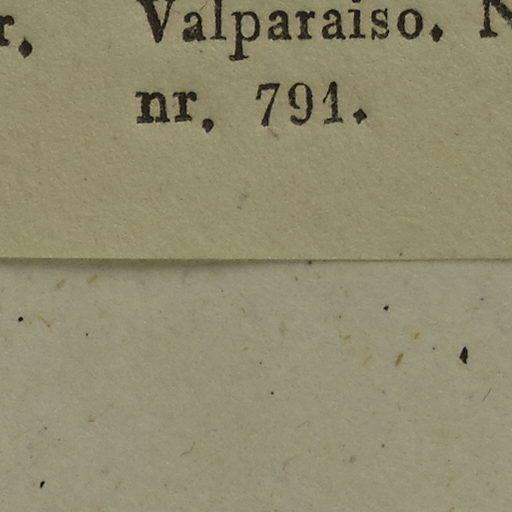 r. Valparaiso.
nr. 791.